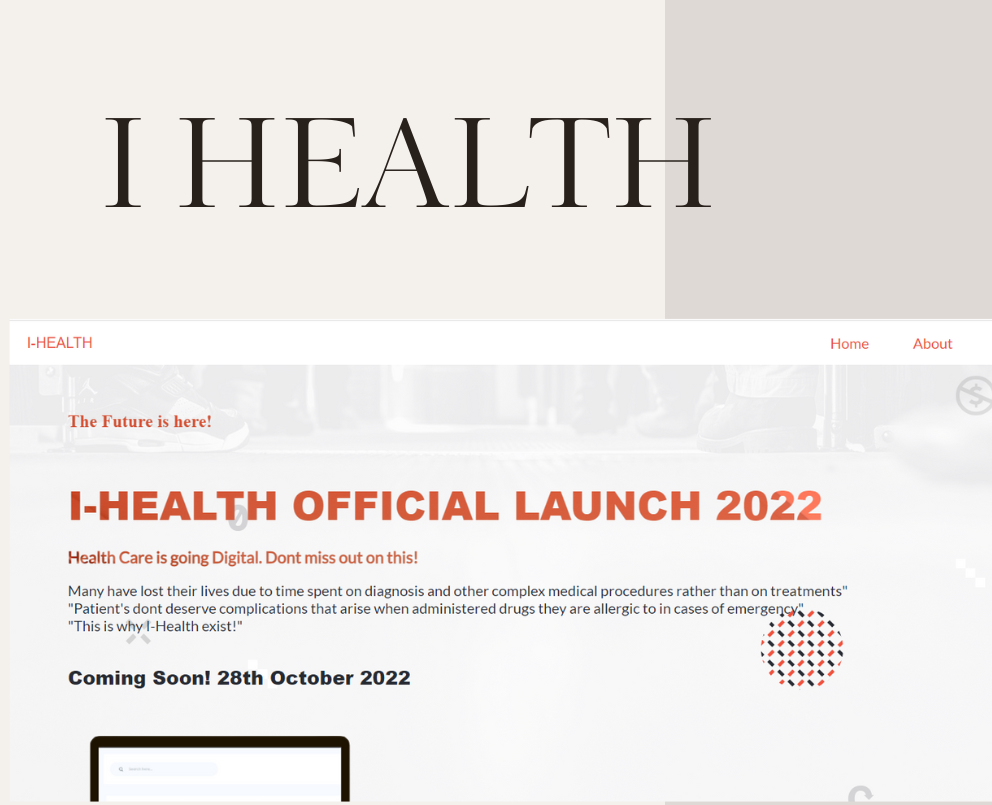 I HEALTH
I-HEALTH Home About
The Future is here!
I-HEALTH OFFICIAL LAUNCH 2022
Health Care is going Digital. Dont miss out on this!
Many have lost their lives due to time spent on diagnosis and other complex medical procedures rather than on treatments"
"Patient's dont deserve complications that arise when administered drugs they are allergic to in cases of emergency"
"This is why I-Health exist!"
Coming Soon! 28th October 2022